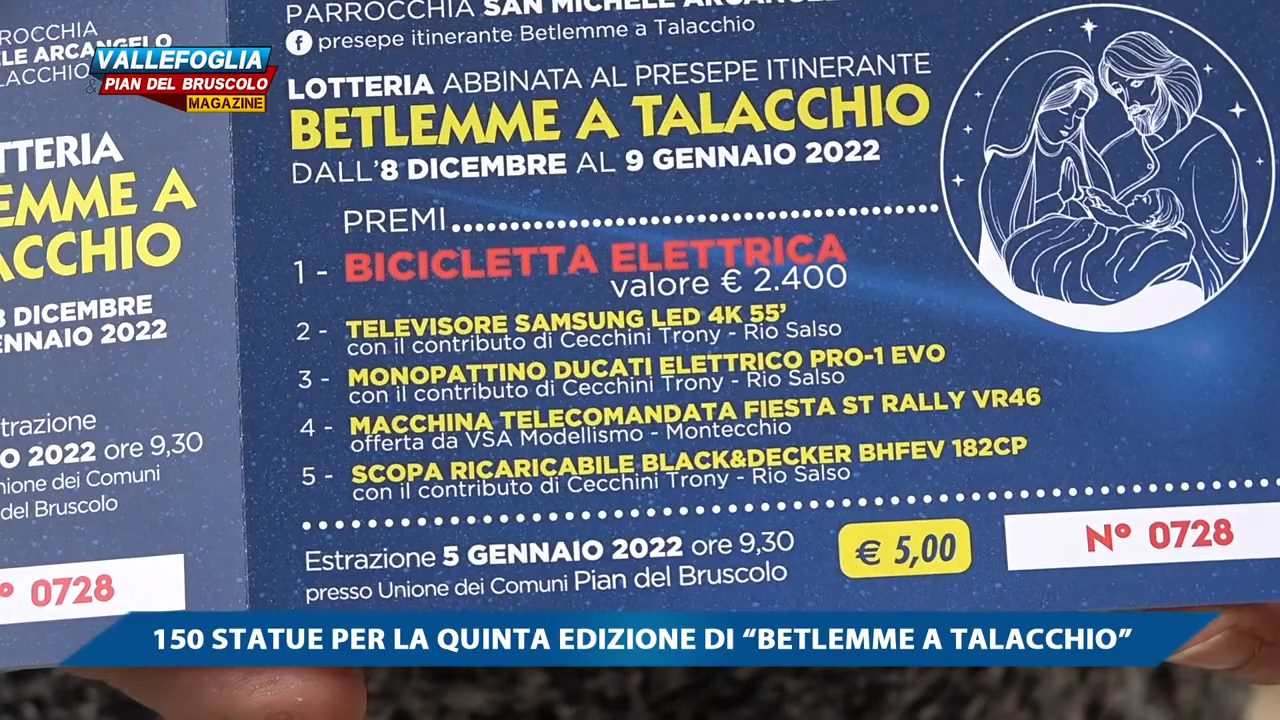 PARROCCHIA SAN MICHELE ARCANGELO
presepe itinerante Betlemme a Talacchio
LOTTERIA ABBINATA AL PRESEPE ITINERANTE
BETLEMME A TALACCHIO
DALL'8 DICEMBRE AL 9 GENNAIO 2022
PREMI
1 - BICICLETTA ELETTRICA
valore € 2.400
2 - TELEVISORE SAMSUNG LED 4K 55'
con il contributo di Cecchini Trony - Rio Salso
3 - MONOPATTINO DUCATI ELETTRICO PRO-1 EVO
con il contributo di Cecchini Trony - Rio Salso
4 - MACCHINA TELECOMANDATA FIESTA ST RALLY VR46
offerta da VSA Modellismo - Montecchio
5 - SCOPA RICARICABILE BLACK&DECKER BHFEV 182CP
con il contributo di Cecchini Trony - Rio Salso
Estrazione 5 GENNAIO 2022 ore 9,30
presso Unione dei Comuni Pian del Bruscolo
€ 5,00
N° 0728
ROCCHIA
ELE ARCANGELO
LACCHIO
TTERIA
EMME A
ACCHIO
8 DICEMBRE
ENNAIO 2022
trazione
O 2022 ore 9,30
nione dei Comuni
del Bruscolo
° 0728
VALLEFOGLIA
& PIAN DEL BRUSCOLO
MAGAZINE
150 STATUE PER LA QUINTA EDIZIONE DI “BETLEMME A TALACCHIO”